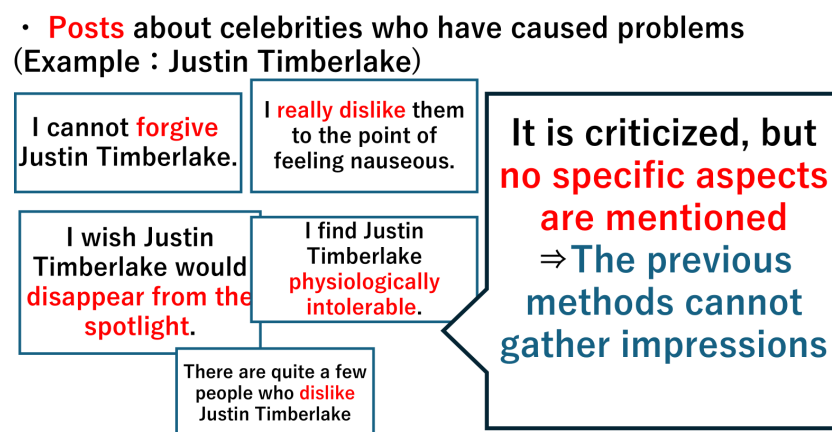 ・ Posts about celebrities who have caused problems
(Example：Justin Timberlake)
I cannot forgive
Justin Timberlake.
I really dislike them
to the point of
feeling nauseous.
I wish Justin
Timberlake would
disappear from the
spotlight.
I find Justin
Timberlake
physiologically
intolerable.
There are quite a few
people who dislike
Justin Timberlake
It is criticized, but
no specific aspects
are mentioned
⇒The previous
methods cannot
gather impressions